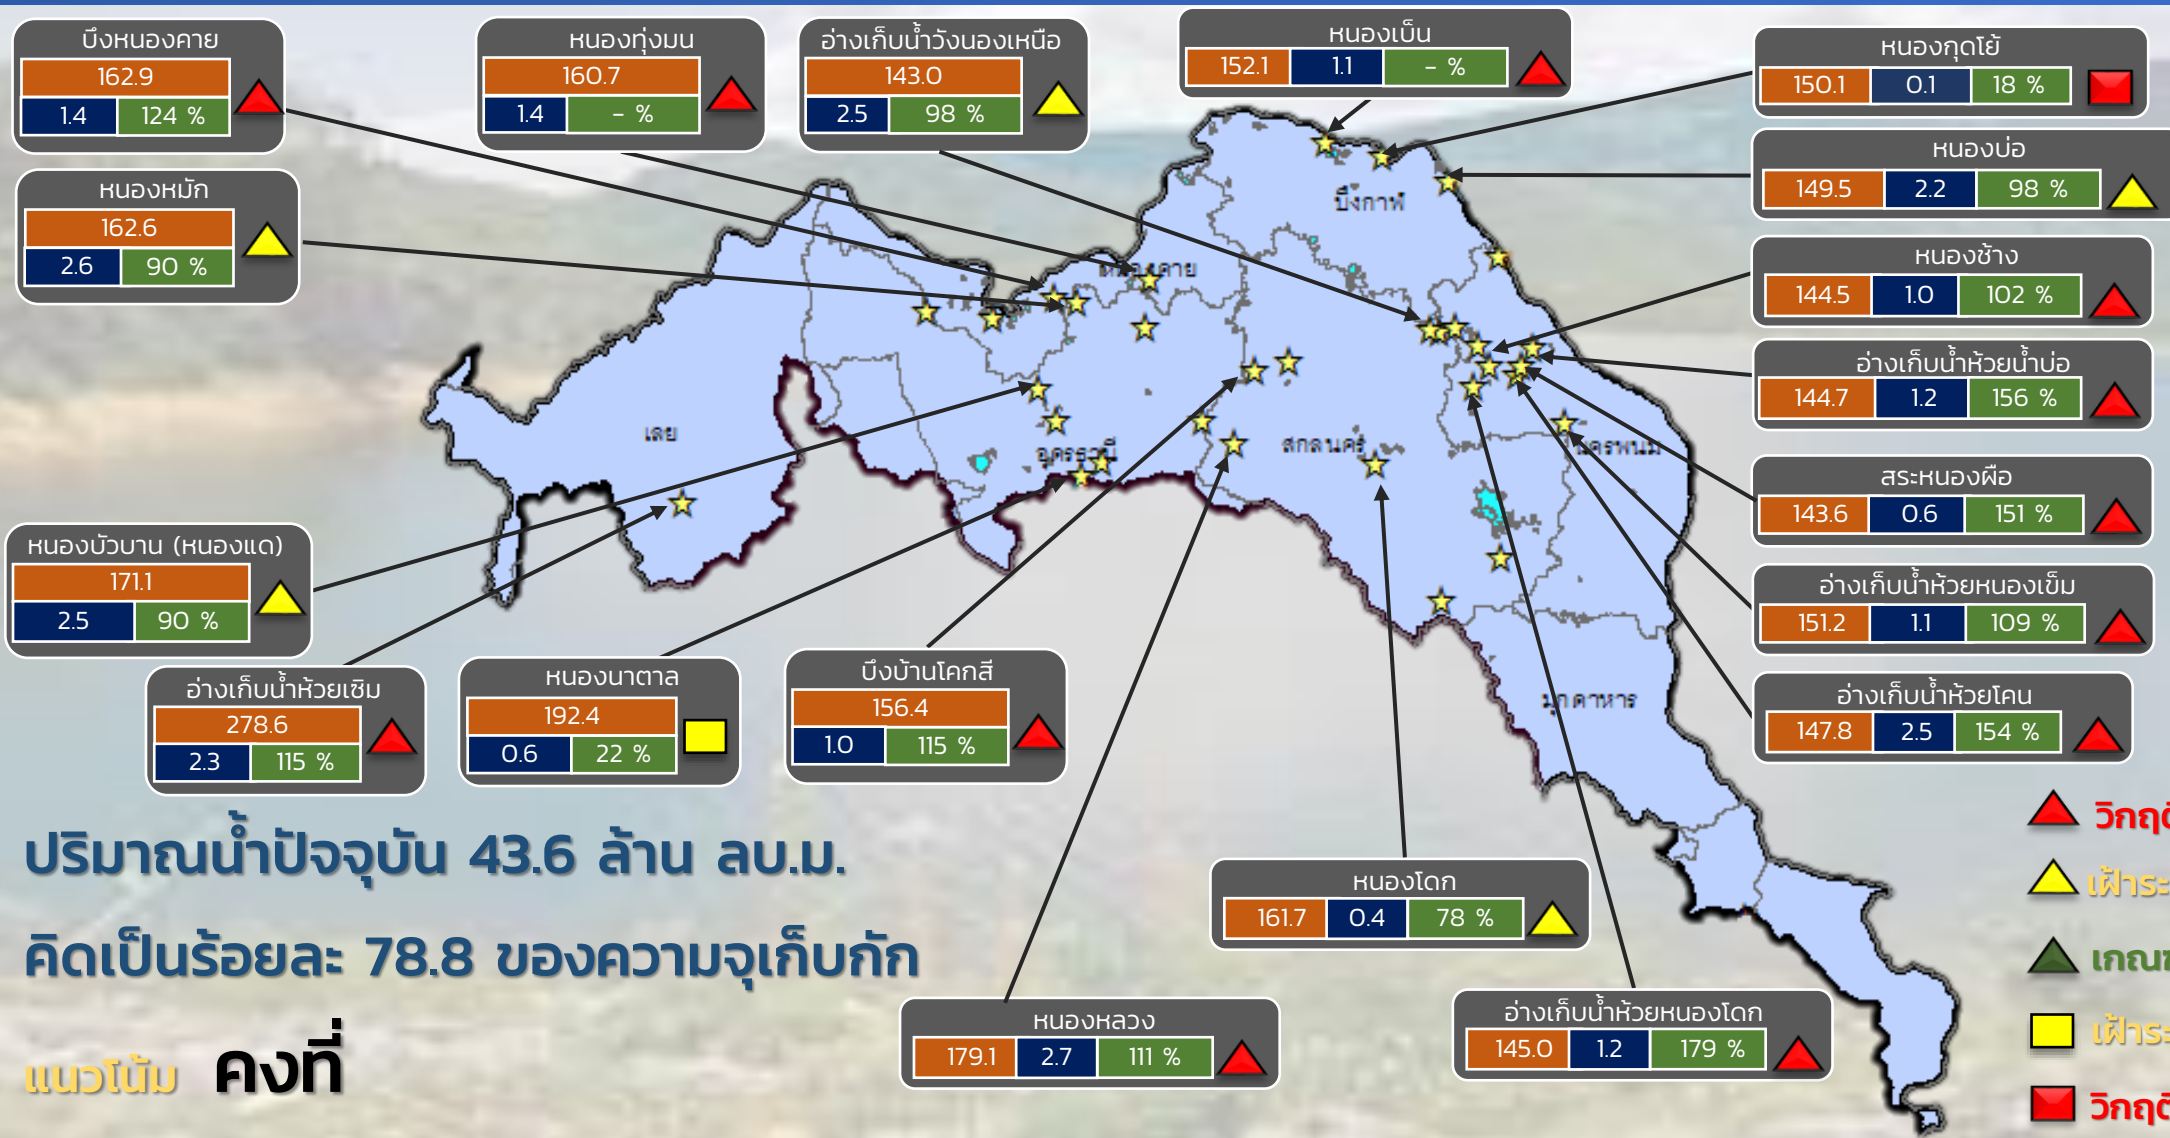 บึงหนองคาย
162.9
1.4 124 %
หนองทุ่งมน
160.7
1.4 - %
อ่างเก็บน้ำวังนองเหนือ
143.0
2.5 98 %
หนองเบ็น
152.1 1.1 - %
หนองกุดโย้
150.1 0.1 18 %
หนองหมัก
162.6
2.6 90 %
หนองบ่อ
149.5 2.2 98 %
บึงกาฬ
หนองช้าง
144.5 1.0 102 %
หนองคาย
อ่างเก็บน้ำห้วยน้ำบ่อ
144.7 1.2 156 %
เลย
อุดรธานี
สกลนคร
นครพนม
สระหนองผือ
143.6 0.6 151 %
หนองบัวบาน (หนองแด)
171.1
2.5 90 %
อ่างเก็บน้ำห้วยหนองเข็ม
151.2 1.1 109 %
มุกดาหาร
อ่างเก็บน้ำห้วยเซิม
278.6
2.3 115 %
หนองนาตาล
192.4
0.6 22 %
บึงบ้านโคกสี
156.4
1.0 115 %
อ่างเก็บน้ำห้วยโคน
147.8 2.5 154 %
ปริมาณน้ำปัจจุบัน 43.6 ล้าน ลบ.ม.
คิดเป็นร้อยละ 78.8 ของความจุเก็บกัก
แนวโน้ม คงที่
หนองโดก
161.7 0.4 78 %
หนองหลวง
179.1 2.7 111 %
อ่างเก็บน้ำห้วยหนองโดก
145.0 1.2 179 %